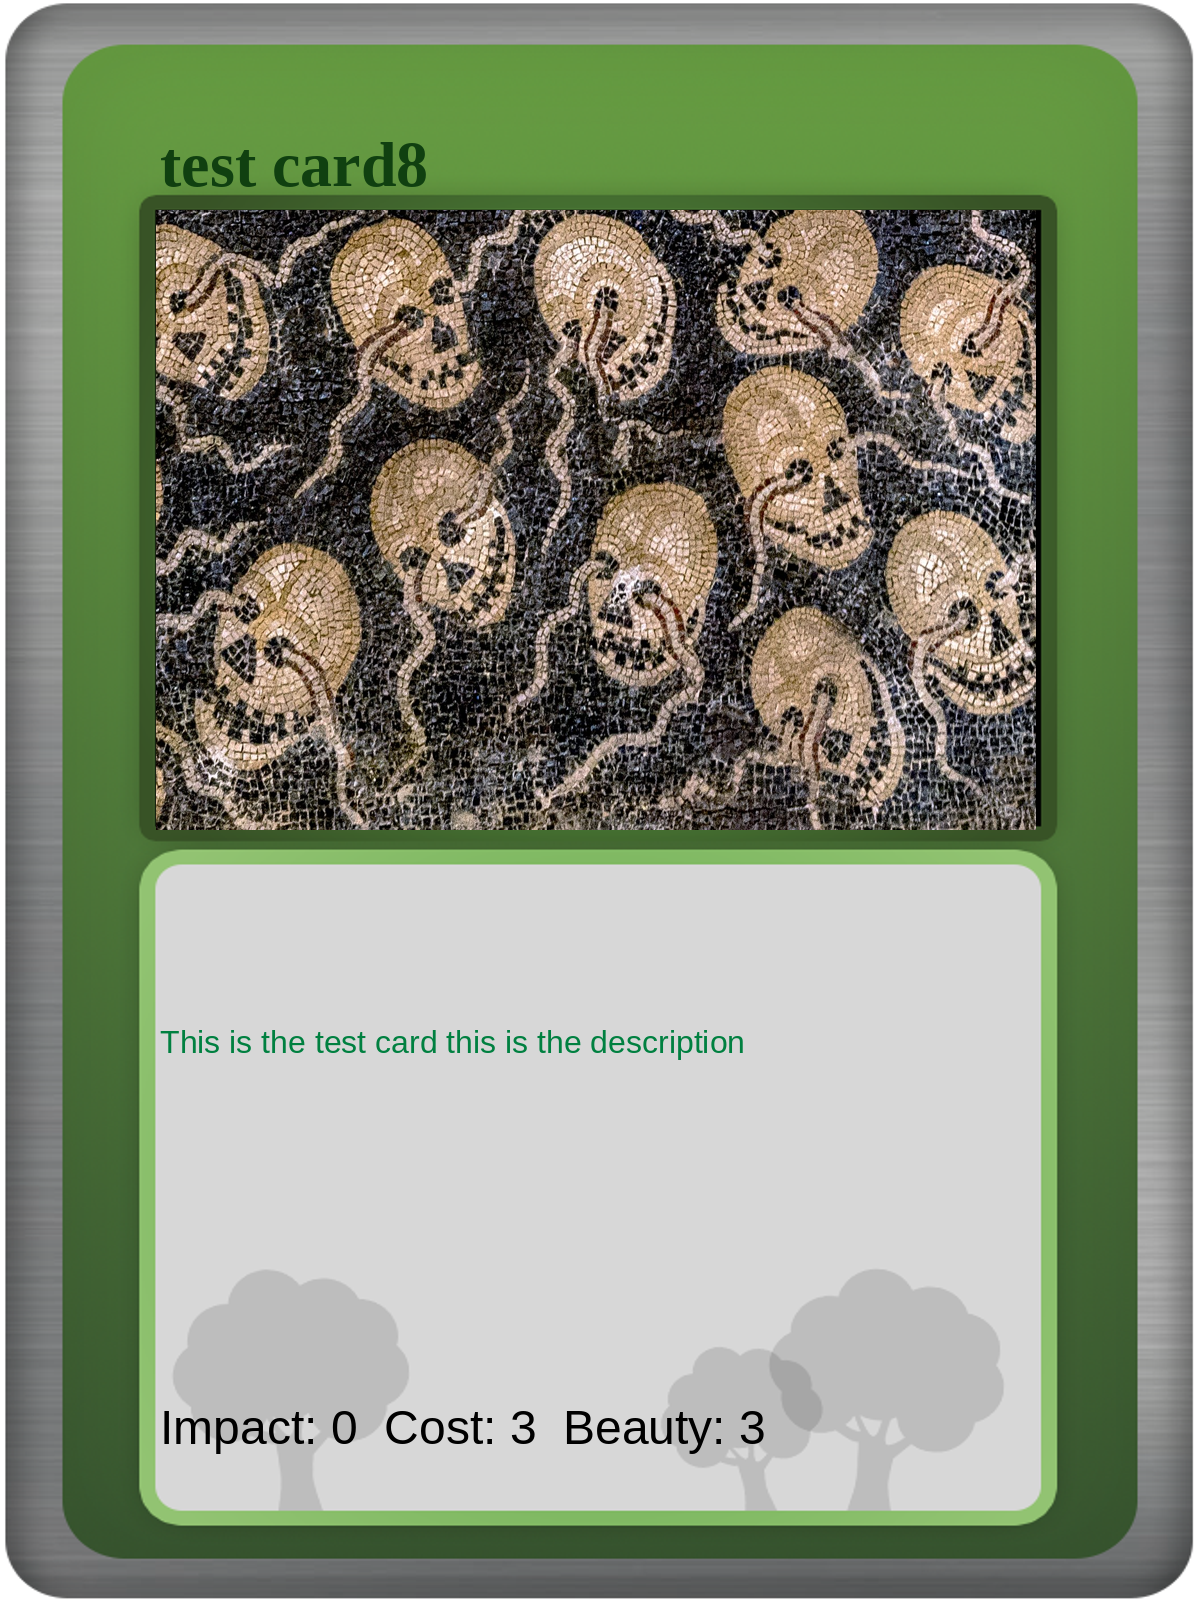 test card8
This is the test card this is the description
Impact: 0  Cost: 3  Beauty: 3